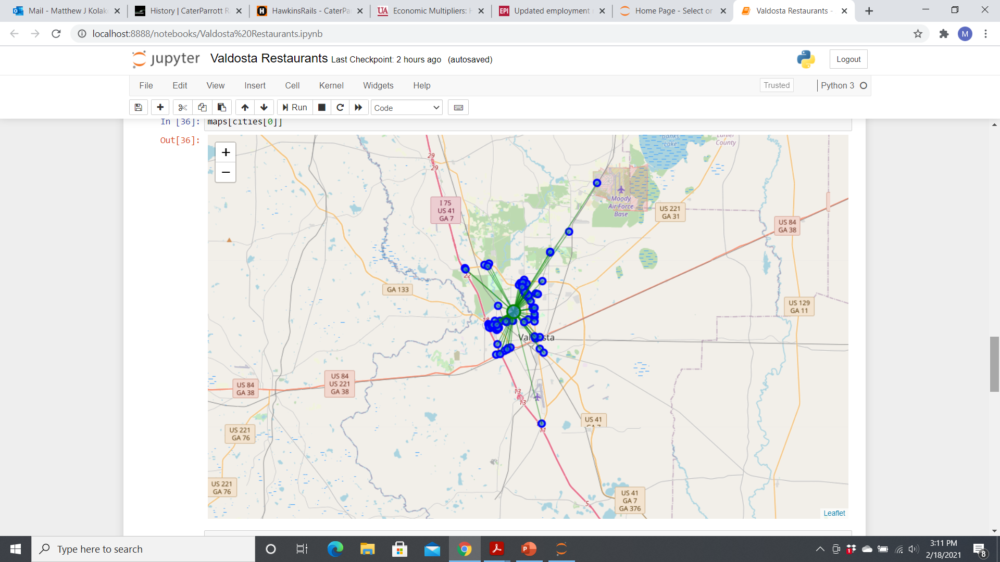 Mail - Matthew J Kolak
History | CaterParrott R
HawkinsRails - CaterPa
UA
Economic Multipliers: H
EPI
Updated employment
Home Page - Select or
Valdosta Restaurants -
localhost:8888/notebooks/Valdosta%20Restaurants.ipynb
M
jupyter
Valdosta Restaurants Last Checkpoint: 2 hours ago (autosaved)
Logout
File Edit View Insert Cell Kernel Widgets Help
Trusted
Python 3
Run
Code
In [36]: maps[cities[0]]
Out[36]:
+
−
Banks
Lake
Lanier
County
29
29
I 75
US 41
GA 7
Moody
Air Force
Base
US 221
GA 31
US 84
GA 38
22
GA 133
US 129
GA 11
18
Valdosta
US 84
US 221
GA 38
US 84
GA 38
13
13
US 41
GA 7
11
US 221
GA 76
US 221
GA 76
US 41
GA 7
GA 376
5
Leaflet
Type here to search
1
3:11 PM
2/18/2021
8